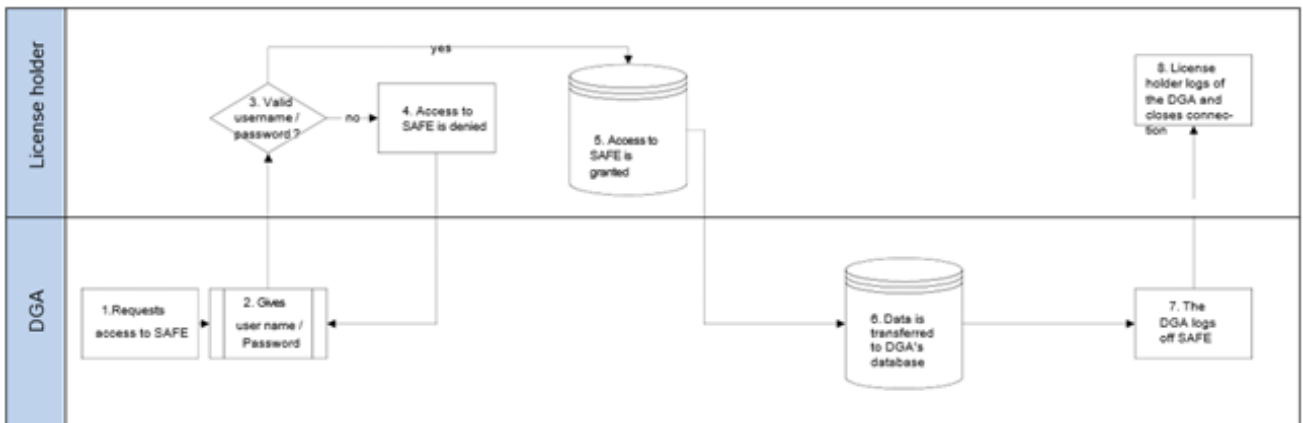 License holder
yes
3. Valid
username /
password ?
no
4. Access to
SAFE is denied
5. Access to
SAFE is
granted
8. License
holder logs of
the DGA and
closes connec-
tion
DGA
1.Requests
access to SAFE
2. Gives
user name /
Password
6. Data is
transferred
to DGA's
database
7. The
DGA logs
off SAFE